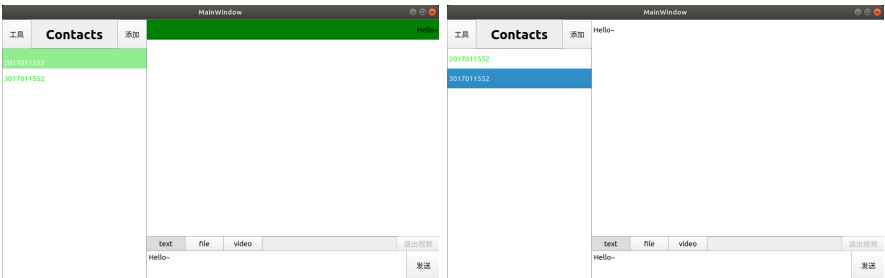 MainWindow
工具 Contacts 添加
Hello~
2017011552
3017011552
text file video 退出视频
Hello~
发送
MainWindow
工具 Contacts 添加
Hello~
2017011552
3017011552
text file video 退出视频
Hello~
发送